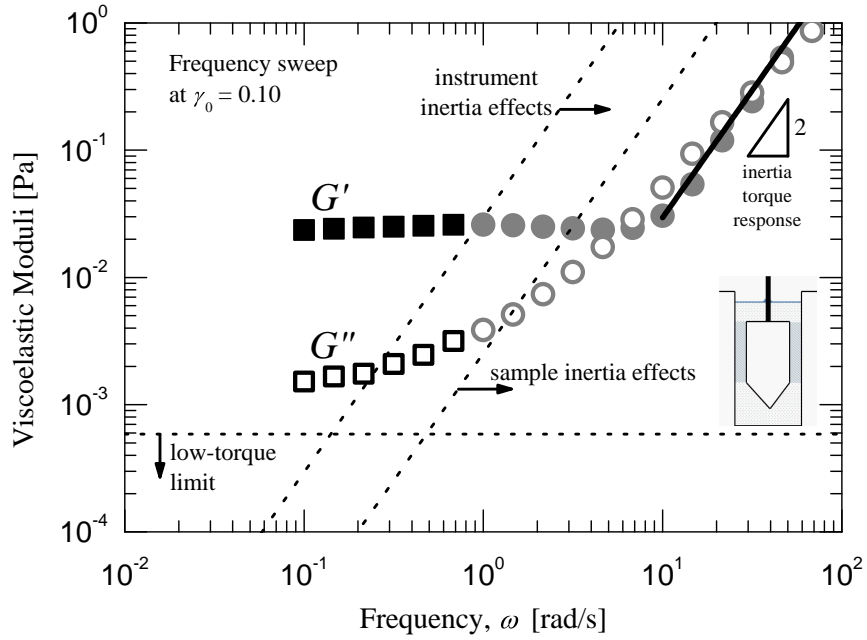 10^0
10^-1
10^-2
10^-3
10^-4
Viscoelastic Moduli [Pa]
Frequency sweep
at γ_0 = 0.10
instrument
inertia effects
2
inertia
torque
response
G'
G"
sample inertia effects
low-torque
limit
10^-2
10^-1
10^0
10^1
10^2
Frequency, ω [rad/s]